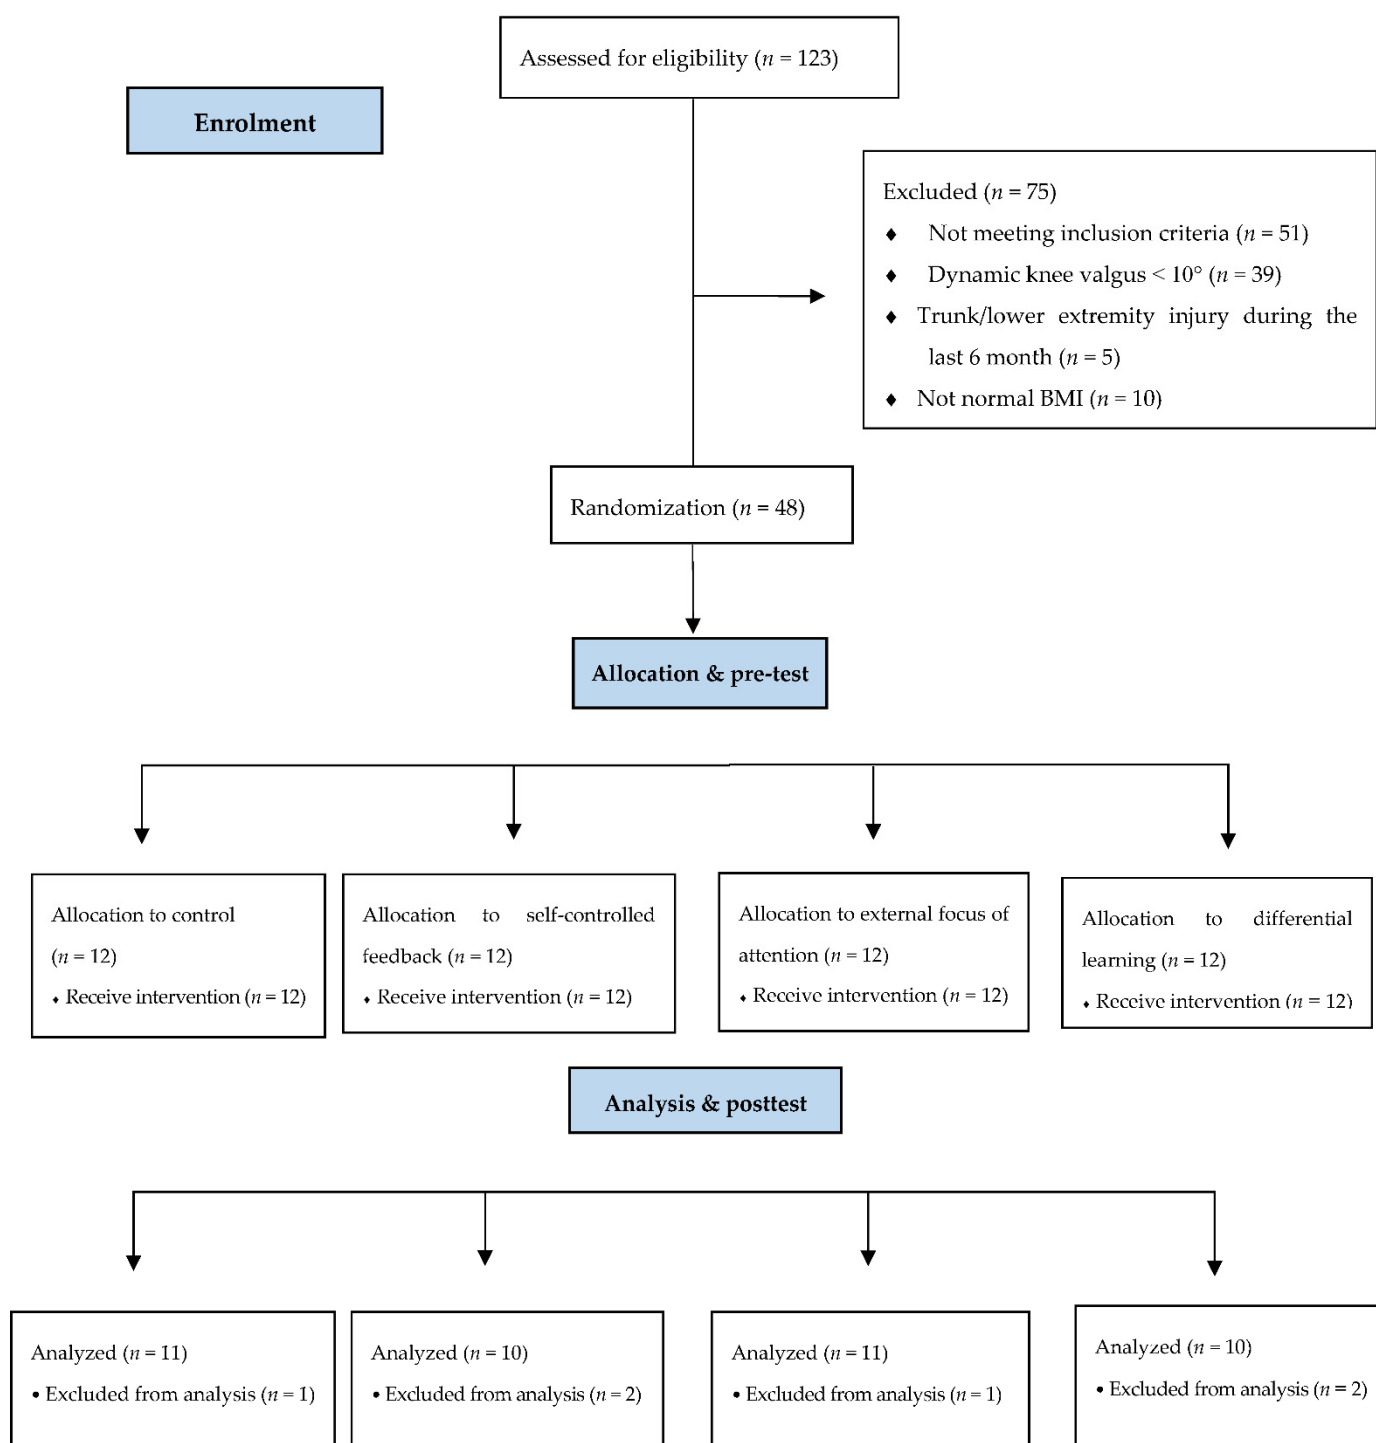 Assessed for eligibility (n = 123)
Enrolment
Excluded (n = 75)
♦ Not meeting inclusion criteria (n = 51)
♦ Dynamic knee valgus < 10° (n = 39)
♦ Trunk/lower extremity injury during the
last 6 month (n = 5)
♦ Not normal BMI (n = 10)
Randomization (n = 48)
Allocation & pre-test
Allocation to control
(n = 12)
♦ Receive intervention (n = 12)
Allocation to self-controlled
feedback (n = 12)
♦ Receive intervention (n = 12)
Allocation to external focus of
attention (n = 12)
♦ Receive intervention (n = 12)
Allocation to differential
learning (n = 12)
♦ Receive intervention (n = 12)
Analysis & posttest
Analyzed (n = 11)
• Excluded from analysis (n = 1)
Analyzed (n = 10)
• Excluded from analysis (n = 2)
Analyzed (n = 11)
• Excluded from analysis (n = 1)
Analyzed (n = 10)
• Excluded from analysis (n = 2)